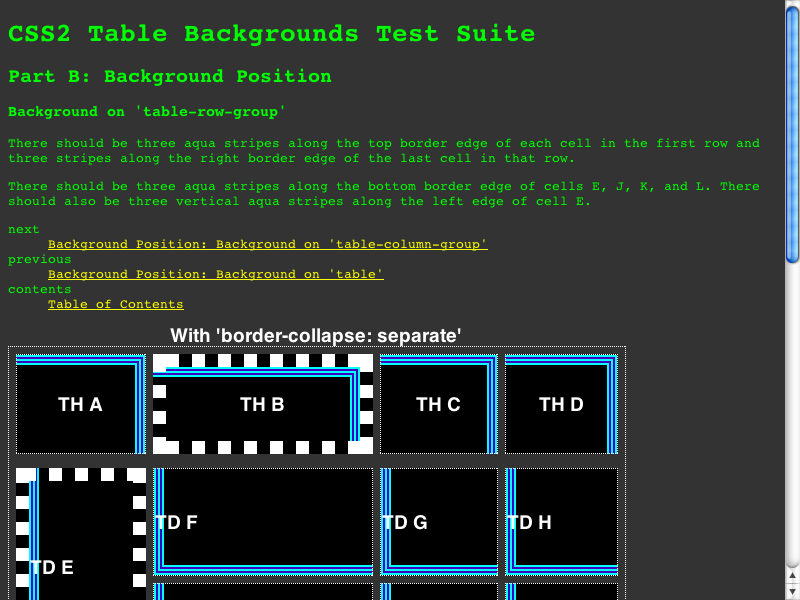 CSS2 Table Backgrounds Test Suite
Part B: Background Position
Background on 'table-row-group'
There should be three aqua stripes along the top border edge of each cell in the first row and
three stripes along the right border edge of the last cell in that row.
There should be three aqua stripes along the bottom border edge of cells E, J, K, and L. There
should also be three vertical aqua stripes along the left edge of cell E.
next
Background Position: Background on 'table-column-group'
previous
Background Position: Background on 'table'
contents
Table of Contents
With 'border-collapse: separate'
TH A TH B TH C TH D
TD F TD G TD H
TD E